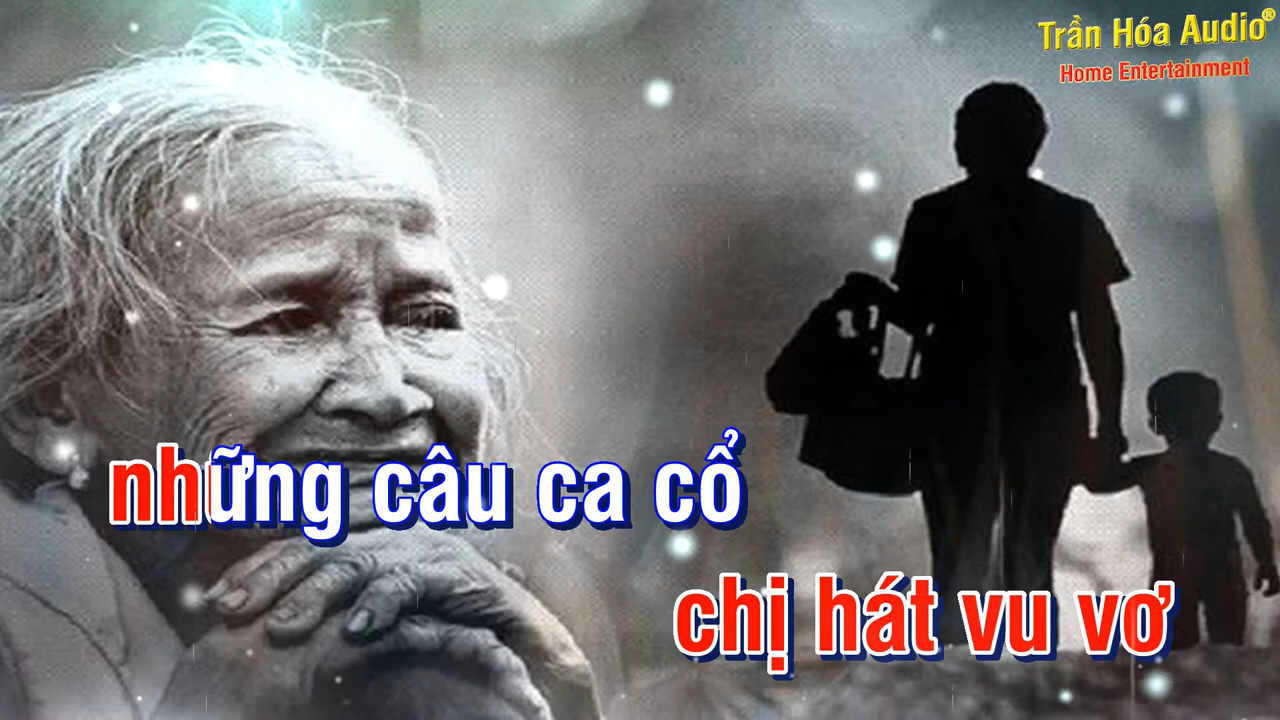 Trần Hóa Audio®
Home Entertainment
những câu ca cổ
chị hát vu vơ